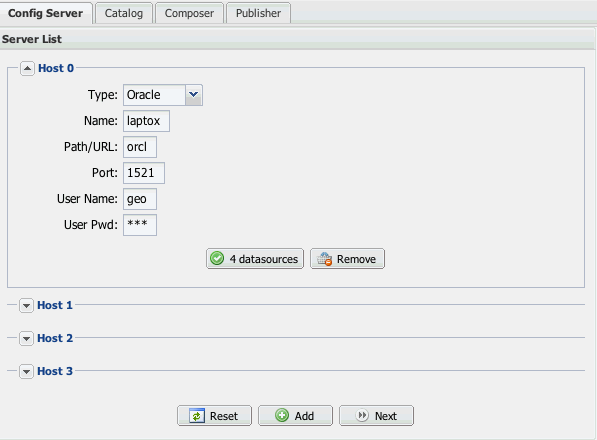 Config Server Catalog Composer Publisher
Server List
Host 0
Type: Oracle
Name: laptox
Path/URL: orcl
Port: 1521
User Name: geo
User Pwd: ***
4 datasources Remove
Host 1
Host 2
Host 3
Reset Add Next